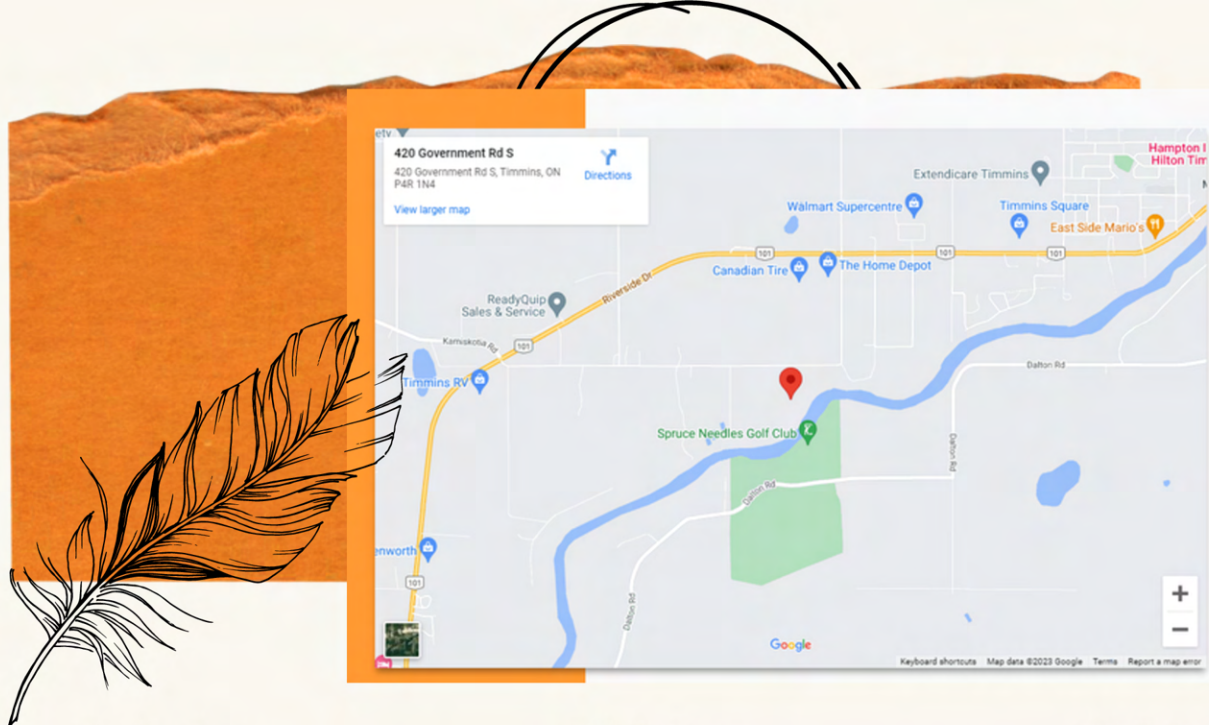 ety
420 Government Rd S
420 Government Rd S, Timmins, ON
P4R 1N4
Directions
View larger map
Hampton I
Hilton Tim
Extendicare Timmins
Walmart Supercentre
Timmins Square
East Side Mario's
101
101
101
Canadian Tire
The Home Depot
Riverside Dr
ReadyQuip
Sales & Service
Kamiskotia Rd
101
Timmins RV
Dalton Rd
Spruce Needles Golf Club
Dalton Rd
Dalton Rd
enworth
101
Dalton Rd
Google
Keyboard shortcuts
Map data ©2023 Google
Terms
Report a map error